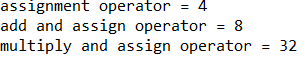 assignment operator = 4
add and assign operator = 8
multiply and assign operator = 32